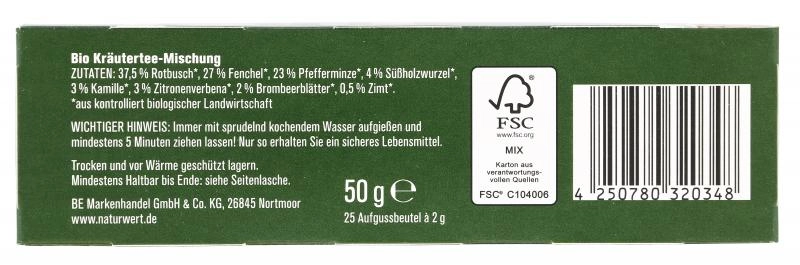 Bio Kräutertee-Mischung
ZUTATEN: 37,5 % Rotbusch*, 27 % Fenchel*, 23 % Pfefferminze*, 4 % Süßholzwurzel*,
3 % Kamille*, 3 % Zitronenverbena*, 2 % Brombeerblätter*, 0,5 % Zimt*.
*aus kontrolliert biologischer Landwirtschaft
WICHTIGER HINWEIS: Immer mit sprudelnd kochendem Wasser aufgießen und
mindestens 5 Minuten ziehen lassen! Nur so erhalten Sie ein sicheres Lebensmittel.
Trocken und vor Wärme geschützt lagern.
Mindestens Haltbar bis Ende: siehe Seitenlasche.
BE Markenhandel GmbH & Co. KG, 26845 Nortmoor
www.naturwert.de
50 g ℮
25 Aufgussbeutel à 2 g
®
FSC
www.fsc.org
MIX
Karton aus
verantwortungs-
vollen Quellen
FSC® C104006
4 250780 320348